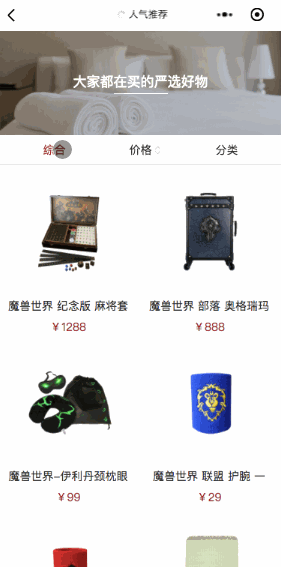 人气推荐
大家都在买的严选好物
综合
价格
分类
魔兽世界 纪念版 麻将套
魔兽世界 部落 奥格瑞玛
¥1288
¥888
魔兽世界-伊利丹颈枕眼
魔兽世界 联盟 护腕 一
¥99
¥29